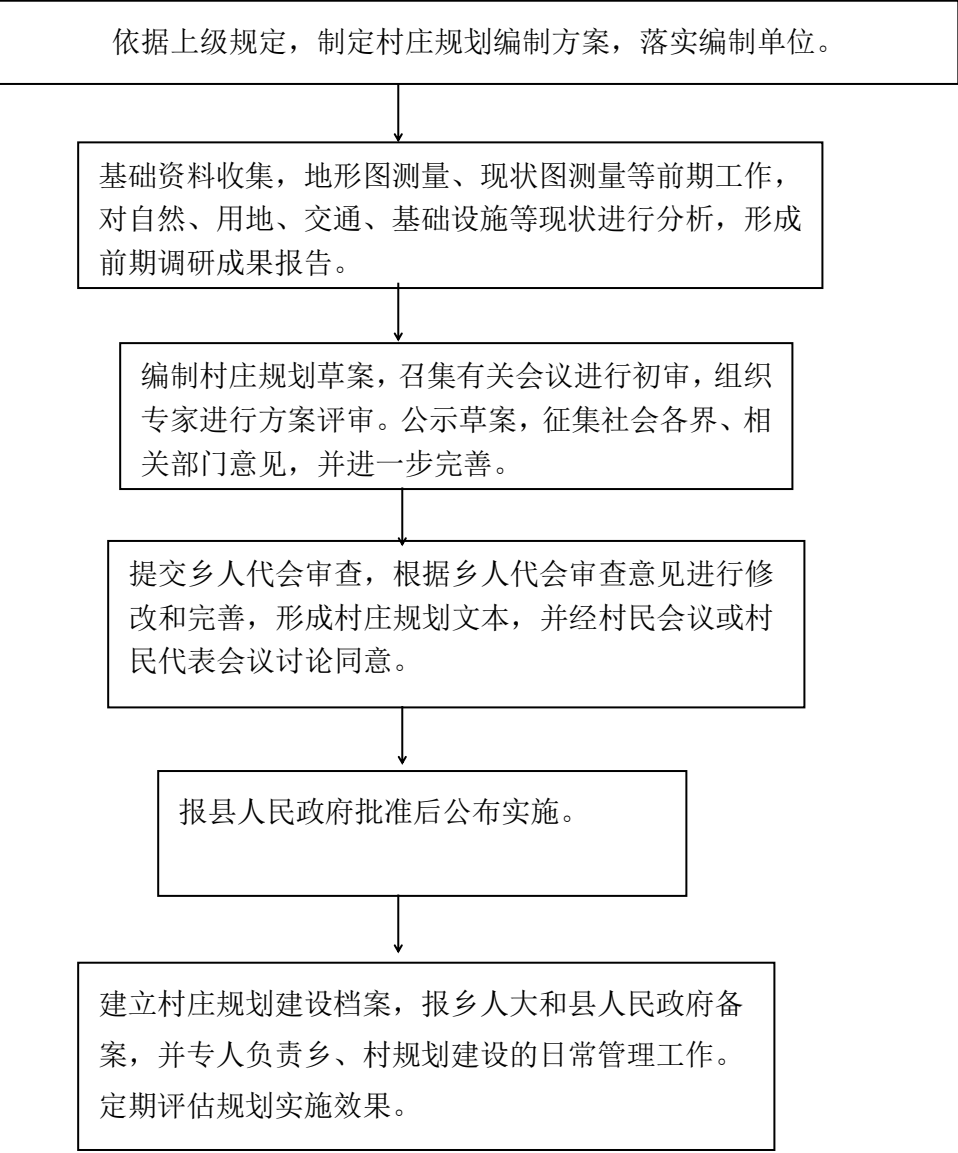 依据上级规定，制定村庄规划编制方案，落实编制单位。
基础资料收集，地形图测量、现状图测量等前期工作，
对自然、用地、交通、基础设施等现状进行分析，形成
前期调研成果报告。
编制村庄规划草案，召集有关会议进行初审，组织
专家进行方案评审。公示草案，征集社会各界、相
关部门意见，并进一步完善。
提交乡人代会审查，根据乡人代会审查意见进行修
改和完善，形成村庄规划文本，并经村民会议或村
民代表会议讨论同意。
报县人民政府批准后公布实施。
建立村庄规划建设档案，报乡人大和县人民政府备
案，并专人负责乡、村规划建设的日常管理工作。
定期评估规划实施效果。